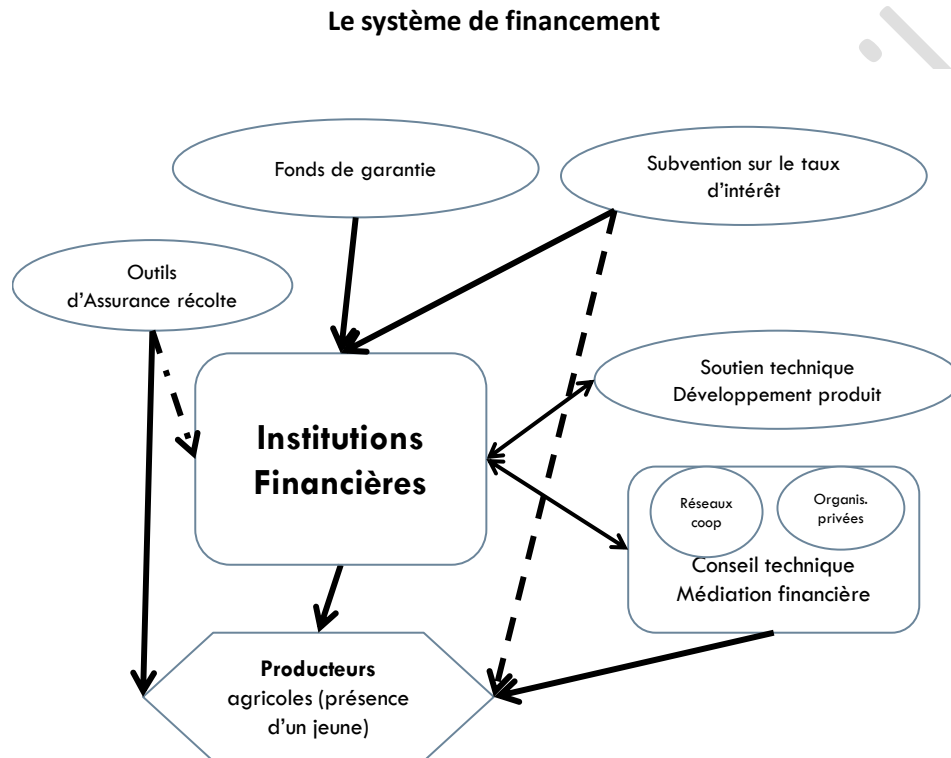 Le système de financement
Fonds de garantie
Subvention sur le taux
d'intérêt
Outils
d'Assurance récolte
Soutien technique
Développement produit
Institutions
Financières
Réseaux
coop
Organis.
privées
Conseil technique
Médiation financière
Producteurs
agricoles (présence
d'un jeune)